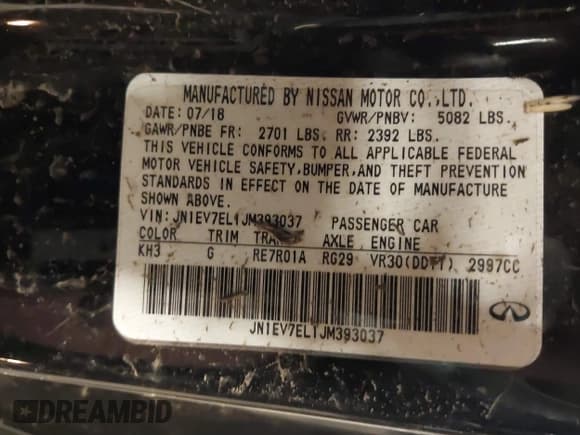 MANUFACTURED BY NISSAN MOTOR CO., LTD.
DATE: 07/18 GVWR/PNBV: 5082 LBS.
GAWR/PNBE FR: 2701 LBS. RR: 2392 LBS.
THIS VEHICLE CONFORMS TO ALL APPLICABLE FEDERAL
MOTOR VEHICLE SAFETY, BUMPER, AND THEFT PREVENTION
STANDARDS IN EFFECT ON THE DATE OF MANUFACTURE
SHOWN ABOVE.
VIN: JN1EV7EL1JM393037 PASSENGER CAR
COLOR TRIM AXLE ENGINE
KH3 G RE7R01A RG29 VR30(DDTT) 2997CC
JN1EV7EL1JM393037
DREAMBID